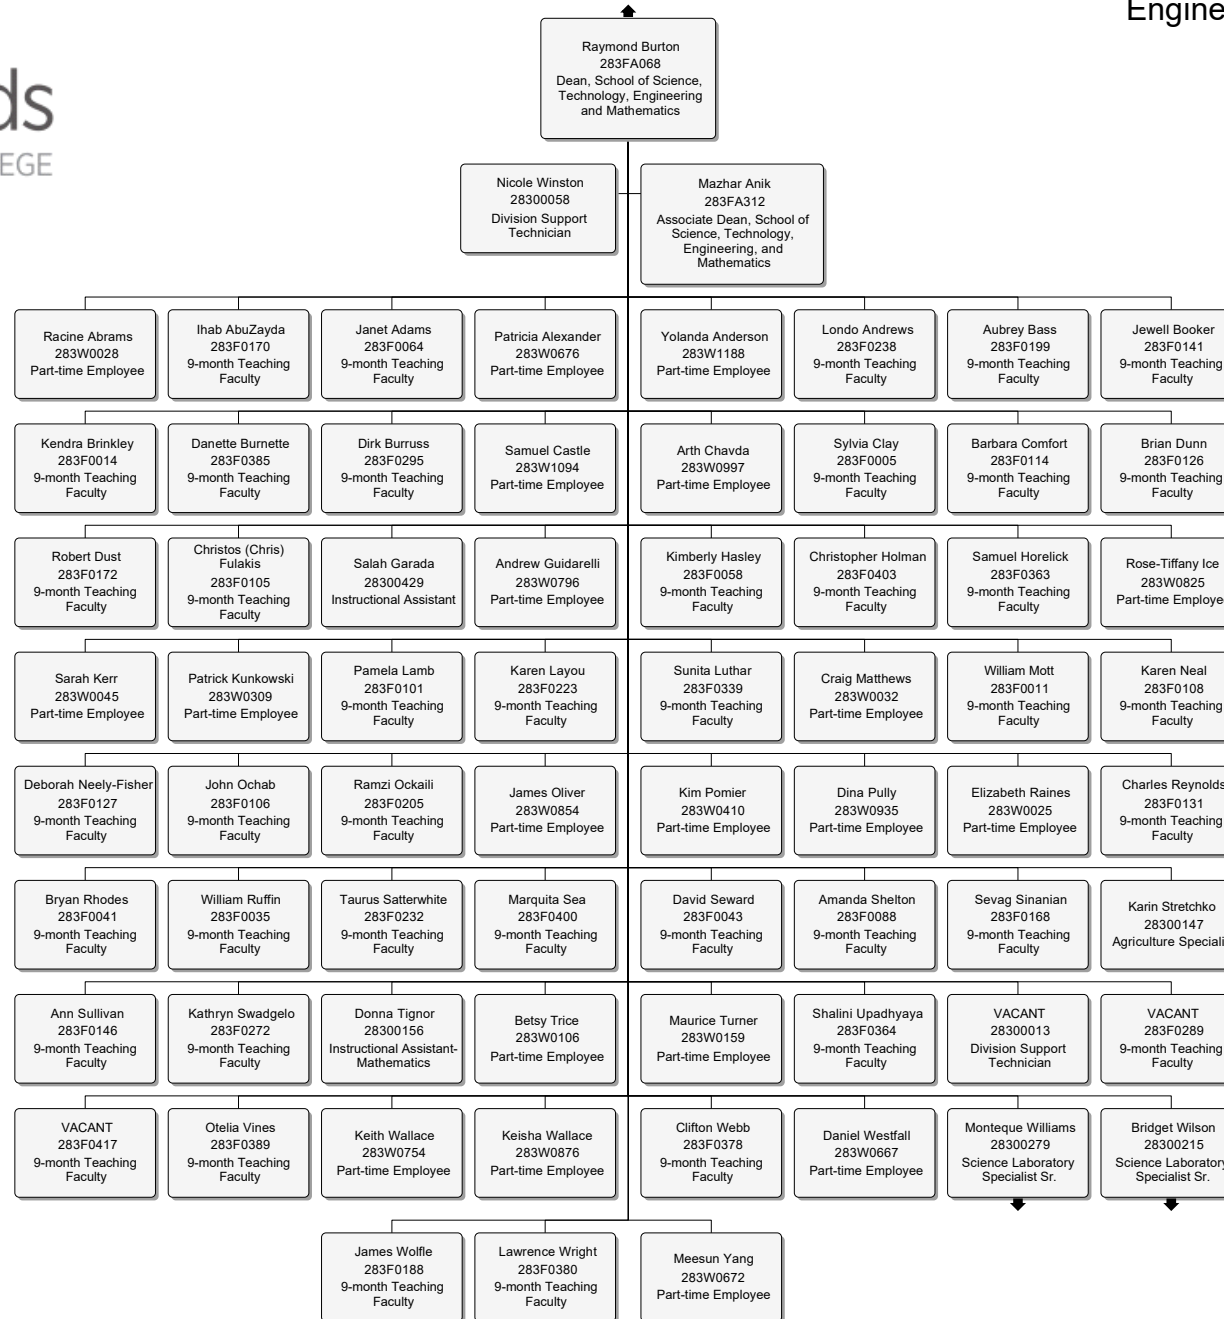 Engine
ds
EGE
Raymond Burton
283FA068
Dean, School of Science,
Technology, Engineering
and Mathematics
Nicole Winston
28300058
Division Support
Technician
Mazhar Anik
283FA312
Associate Dean, School of
Science, Technology,
Engineering, and
Mathematics
Racine Abrams
283W0028
Part-time Employee
Ihab AbuZayda
283F0170
9-month Teaching
Faculty
Janet Adams
283F0064
9-month Teaching
Faculty
Patricia Alexander
283W0676
Part-time Employee
Yolanda Anderson
283W1188
Part-time Employee
Londo Andrews
283F0238
9-month Teaching
Faculty
Aubrey Bass
283F0199
9-month Teaching
Faculty
Jewell Booker
283F0141
9-month Teaching
Faculty
Kendra Brinkley
283F0014
9-month Teaching
Faculty
Danette Burnette
283F0385
9-month Teaching
Faculty
Dirk Burruss
283F0295
9-month Teaching
Faculty
Samuel Castle
283W1094
Part-time Employee
Arth Chavda
283W0997
Part-time Employee
Sylvia Clay
283F0005
9-month Teaching
Faculty
Barbara Comfort
283F0114
9-month Teaching
Faculty
Brian Dunn
283F0126
9-month Teaching
Faculty
Robert Dust
283F0172
9-month Teaching
Faculty
Christos (Chris)
Fulakis
283F0105
9-month Teaching
Faculty
Salah Garada
28300429
Instructional Assistant
Andrew Guidarelli
283W0796
Part-time Employee
Kimberly Hasley
283F0058
9-month Teaching
Faculty
Christopher Holman
283F0403
9-month Teaching
Faculty
Samuel Horelick
283F0363
9-month Teaching
Faculty
Rose-Tiffany Ice
283W0825
Part-time Employe
Sarah Kerr
283W0045
Part-time Employee
Patrick Kunkowski
283W0309
Part-time Employee
Pamela Lamb
283F0101
9-month Teaching
Faculty
Karen Layou
283F0223
9-month Teaching
Faculty
Sunita Luthar
283F0339
9-month Teaching
Faculty
Craig Matthews
283W0032
Part-time Employee
William Mott
283F0011
9-month Teaching
Faculty
Karen Neal
283F0108
9-month Teaching
Faculty
Deborah Neely-Fisher
283F0127
9-month Teaching
Faculty
John Ochab
283F0106
9-month Teaching
Faculty
Ramzi Ockaili
283F0205
9-month Teaching
Faculty
James Oliver
283W0854
Part-time Employee
Kim Pomier
283W0410
Part-time Employee
Dina Pully
283W0935
Part-time Employee
Elizabeth Raines
283W0025
Part-time Employee
Charles Reynolds
283F0131
9-month Teaching
Faculty
Bryan Rhodes
283F0041
9-month Teaching
Faculty
William Ruffin
283F0035
9-month Teaching
Faculty
Taurus Satterwhite
283F0232
9-month Teaching
Faculty
Marquita Sea
283F0400
9-month Teaching
Faculty
David Seward
283F0043
9-month Teaching
Faculty
Amanda Shelton
283F0088
9-month Teaching
Faculty
Sevag Sinanian
283F0168
9-month Teaching
Faculty
Karin Stretchko
28300147
Agriculture Speciali
Ann Sullivan
283F0146
9-month Teaching
Faculty
Kathryn Swadgelo
283F0272
9-month Teaching
Faculty
Donna Tignor
28300156
Instructional Assistant-
Mathematics
Betsy Trice
283W0106
Part-time Employee
Maurice Turner
283W0159
Part-time Employee
Shalini Upadhyaya
283F0364
9-month Teaching
Faculty
VACANT
28300013
Division Support
Technician
VACANT
283F0289
9-month Teaching
Faculty
VACANT
283F0417
9-month Teaching
Faculty
Otelia Vines
283F0389
9-month Teaching
Faculty
Keith Wallace
283W0754
Part-time Employee
Keisha Wallace
283W0876
Part-time Employee
Clifton Webb
283F0378
9-month Teaching
Faculty
Daniel Westfall
283W0667
Part-time Employee
Monteque Williams
28300279
Science Laboratory
Specialist Sr.
Bridget Wilson
28300215
Science Laboratory
Specialist Sr.
James Wolfle
283F0188
9-month Teaching
Faculty
Lawrence Wright
283F0380
9-month Teaching
Faculty
Meesun Yang
283W0672
Part-time Employee